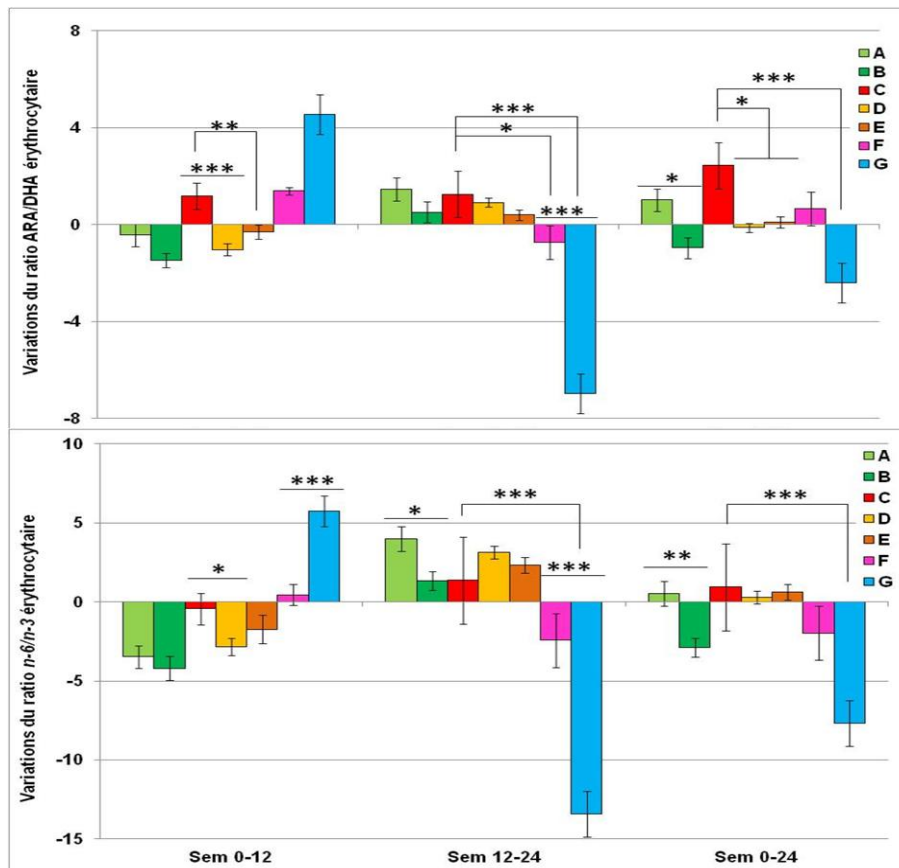 Variations du ratio ARA/DHA érythrocytaire
8
4
0
-4
-8
**
***
***
*
***
***
*
*
A
B
C
D
E
F
G
Variations du ratio n-6/n-3 érythrocytaire
10
5
0
-5
-10
-15
*
***
*
***
***
**
***
A
B
C
D
E
F
G
Sem 0-12 Sem 12-24 Sem 0-24